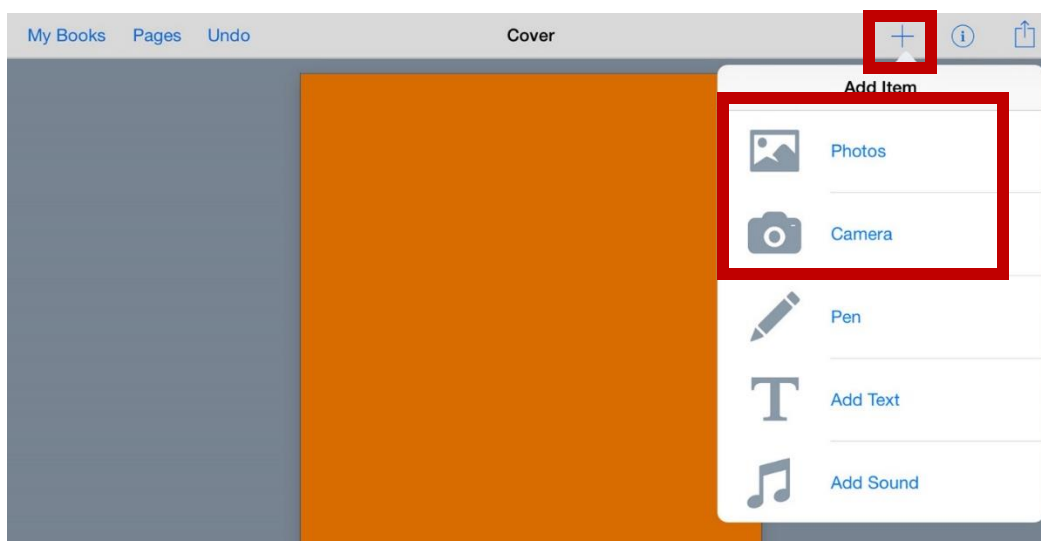 My Books Pages Undo Cover
Add Item
Photos
Camera
Pen
Add Text
Add Sound